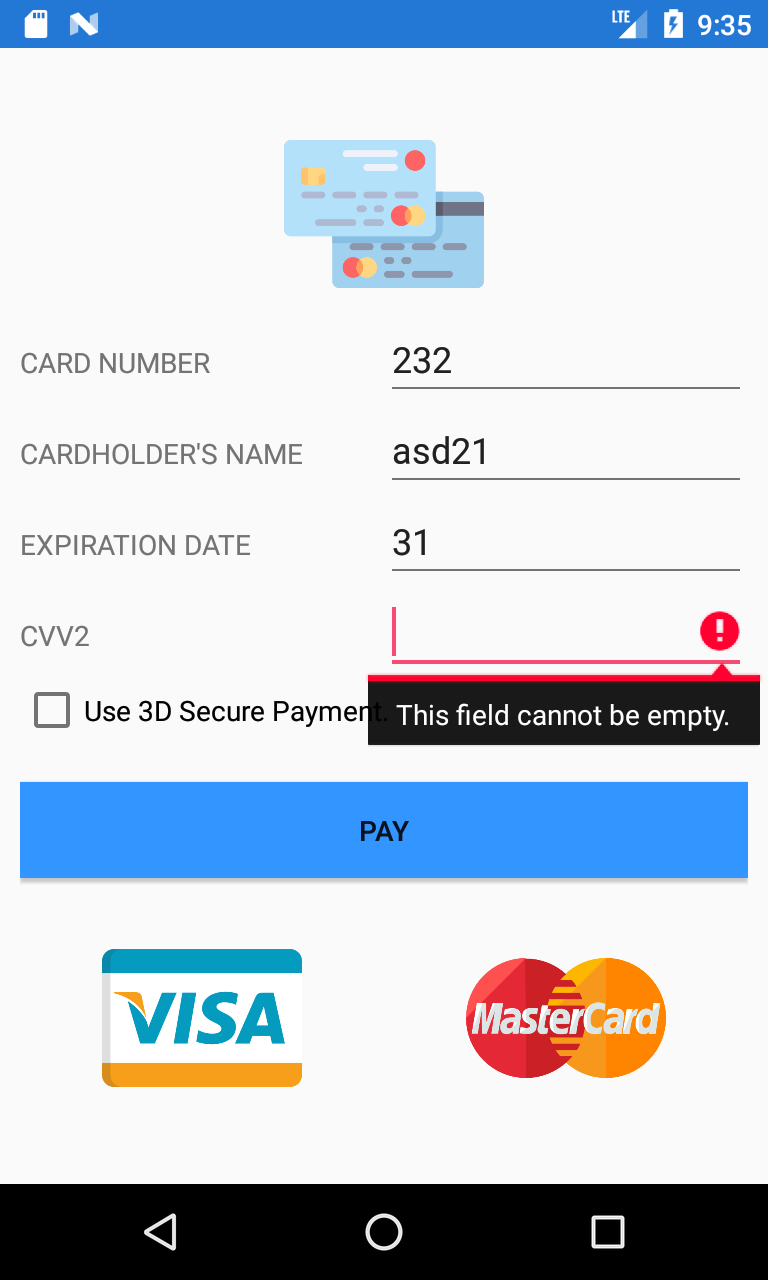 LTE 9:35
CARD NUMBER 232
CARDHOLDER'S NAME asd21
EXPIRATION DATE 31
CVV2
Use 3D Secure Payment.
This field cannot be empty.
PAY
VISA MasterCard